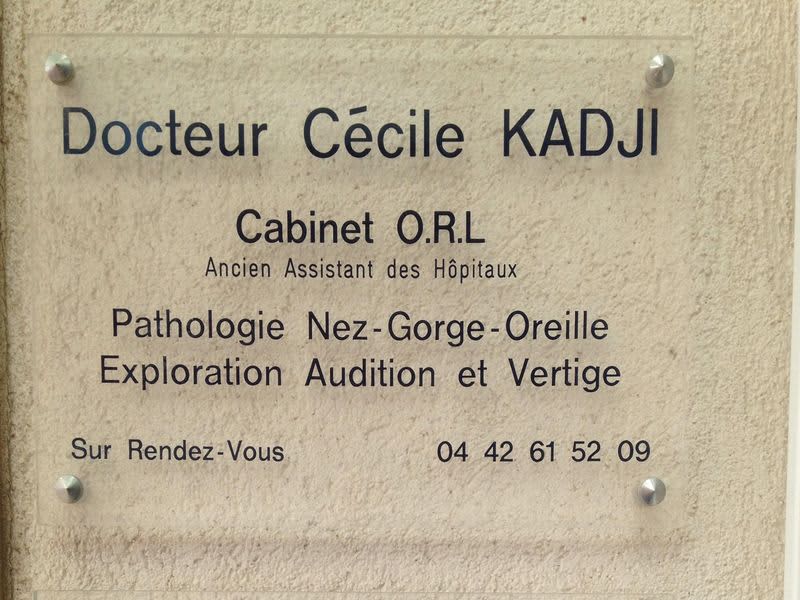 Docteur Cécile KADJI
Cabinet O.R.L
Ancien Assistant des Hôpitaux
Pathologie Nez-Gorge-Oreille
Exploration Audition et Vertige
Sur Rendez-Vous 04 42 61 52 09